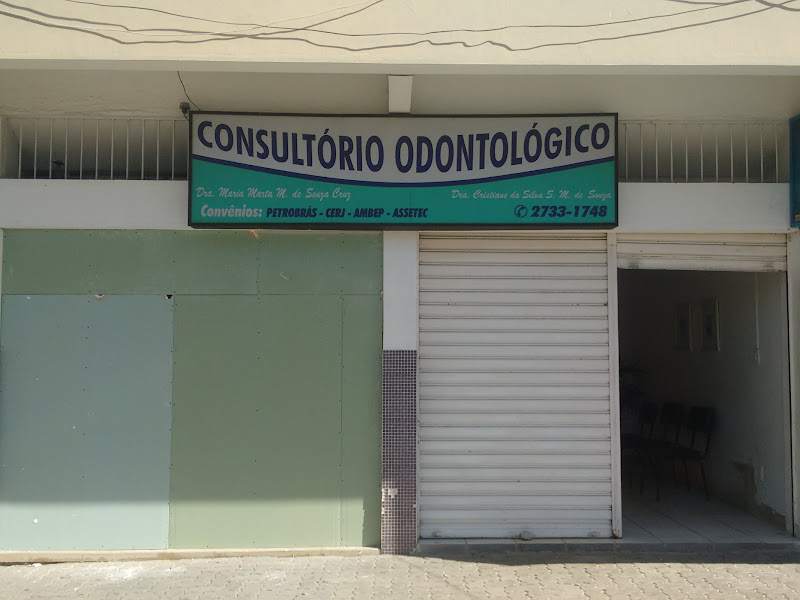 CONSULTÓRIO ODONTOLÓGICO
Dra. Maria Marta M. de Souza Cruz
Dra. Cristiane da Silva S. M. de Souza
Convênios: PETROBRÁS - CERJ - AMBEP - ASSETEC
✆ 2733-1748